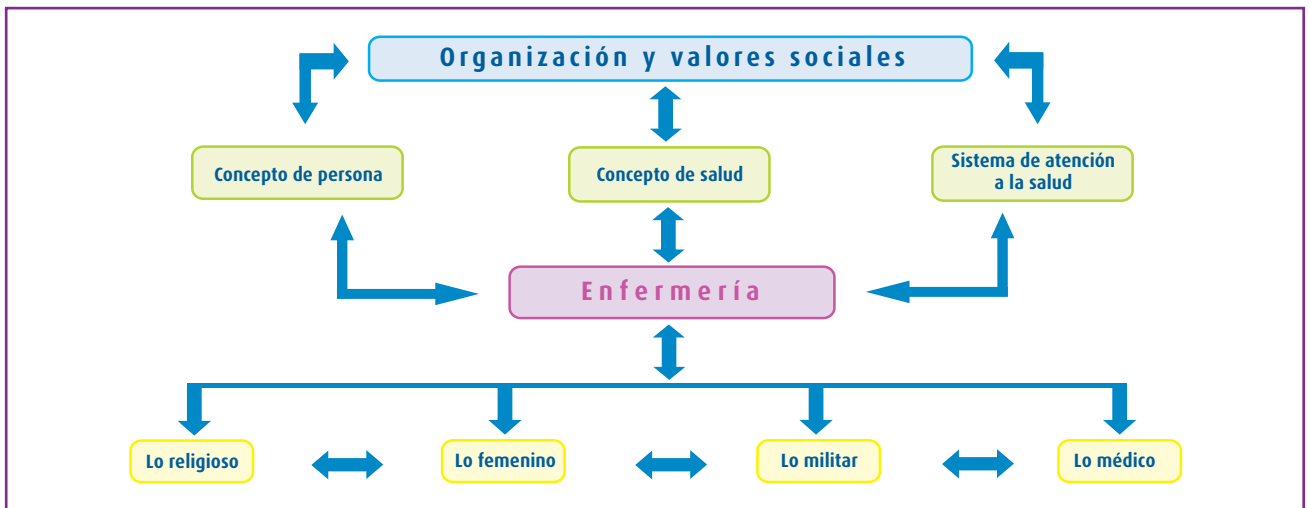 Organización y valores sociales
Concepto de persona
Concepto de salud
Sistema de atención
a la salud
Enfermería
Lo religioso
Lo femenino
Lo militar
Lo médico